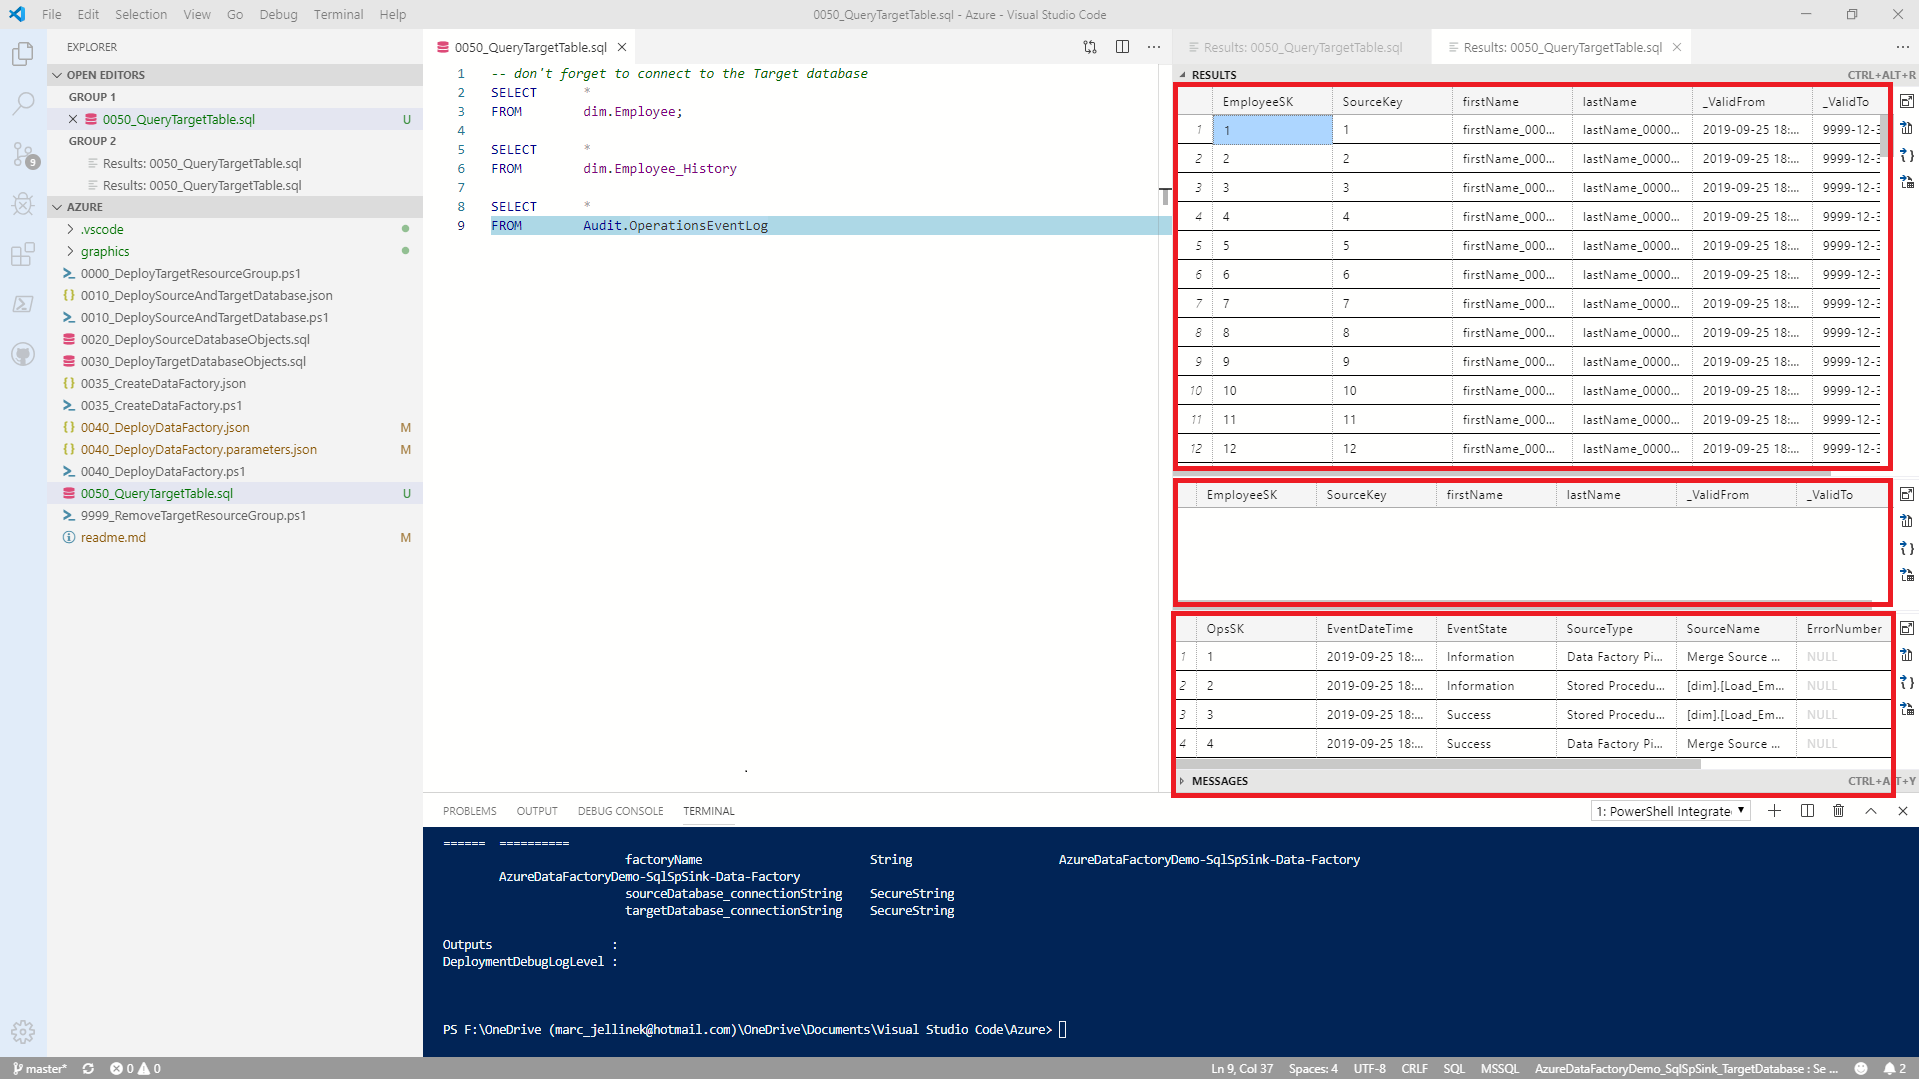 File Edit Selection View Go Debug Terminal Help
0050_QueryTargetTable.sql - Azure - Visual Studio Code
EXPLORER
OPEN EDITORS
GROUP 1
0050_QueryTargetTable.sql U
GROUP 2
Results: 0050_QueryTargetTable.sql
Results: 0050_QueryTargetTable.sql
AZURE
.vscode
graphics
0000_DeployTargetResourceGroup.ps1
0010_DeploySourceAndTargetDatabase.json
0010_DeploySourceAndTargetDatabase.ps1
0020_DeploySourceDatabaseObjects.sql
0030_DeployTargetDatabaseObjects.sql
0035_CreateDataFactory.json
0035_CreateDataFactory.ps1
0040_DeployDataFactory.json M
0040_DeployDataFactory.parameters.json M
0040_DeployDataFactory.ps1
0050_QueryTargetTable.sql U
9999_RemoveTargetResourceGroup.ps1
readme.md M
9
0050_QueryTargetTable.sql
1 -- don't forget to connect to the Target database
2 SELECT *
3 FROM dim.Employee;
4
5 SELECT *
6 FROM dim.Employee_History
7
8 SELECT *
9 FROM Audit.OperationsEventLog
Results: 0050_QueryTargetTable.sql Results: 0050_QueryTargetTable.sql
RESULTS CTRL+ALT+R
EmployeeSK SourceKey firstName lastName _ValidFrom _ValidTo
1 1 1 firstName_000... lastName_0000... 2019-09-25 18:... 9999-12-3
2 2 2 firstName_000... lastName_0000... 2019-09-25 18:... 9999-12-3
3 3 3 firstName_000... lastName_0000... 2019-09-25 18:... 9999-12-3
4 4 4 firstName_000... lastName_0000... 2019-09-25 18:... 9999-12-3
5 5 5 firstName_000... lastName_0000... 2019-09-25 18:... 9999-12-3
6 6 6 firstName_000... lastName_0000... 2019-09-25 18:... 9999-12-3
7 7 7 firstName_000... lastName_0000... 2019-09-25 18:... 9999-12-3
8 8 8 firstName_000... lastName_0000... 2019-09-25 18:... 9999-12-3
9 9 9 firstName_000... lastName_0000... 2019-09-25 18:... 9999-12-3
10 10 10 firstName_000... lastName_0000... 2019-09-25 18:... 9999-12-3
11 11 11 firstName_000... lastName_0000... 2019-09-25 18:... 9999-12-3
12 12 12 firstName_000... lastName_0000... 2019-09-25 18:... 9999-12-3
EmployeeSK SourceKey firstName lastName _ValidFrom _ValidTo
OpsSK EventDateTime EventState SourceType SourceName ErrorNumber
1 1 2019-09-25 18:... Information Data Factory Pi... Merge Source ... NULL
2 2 2019-09-25 18:... Information Stored Procedu... [dim].[Load_Em... NULL
3 3 2019-09-25 18:... Success Stored Procedu... [dim].[Load_Em... NULL
4 4 2019-09-25 18:... Success Data Factory Pi... Merge Source ... NULL
MESSAGES CTRL+ALT+Y
PROBLEMS OUTPUT DEBUG CONSOLE TERMINAL
1: PowerShell Integrate
====== ==========
factoryName String AzureDataFactoryDemo-SqlSpSink-Data-Factory
AzureDataFactoryDemo-SqlSpSink-Data-Factory
sourceDatabase_connectionString SecureString
targetDatabase_connectionString SecureString
Outputs :
DeploymentDebugLogLevel :
PS F:\OneDrive (marc_jellinek@hotmail.com)\OneDrive\Documents\Visual Studio Code\Azure>
master* 0 0 Ln 9, Col 37 Spaces: 4 UTF-8 CRLF SQL MSSQL AzureDataFactoryDemo_SqlSpSink_TargetDatabase : Se ... 2